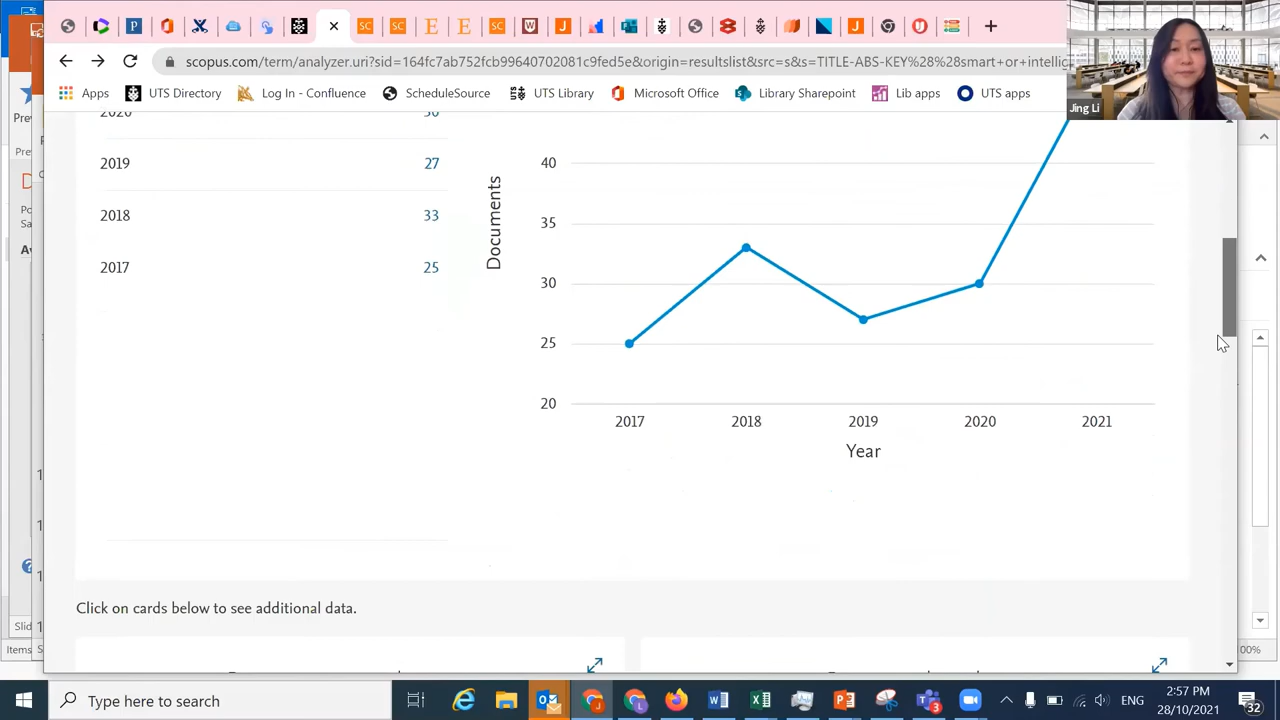 scopus.com/term/analyzer.uri
origin=resultslist&src=s&s=TITLE-ABS-KEY%28%28smart+or+intellig
Jing Li
Apps
UTS Directory
Log In - Confluence
ScheduleSource
UTS Library
Microsoft Office
Library Sharepoint
Lib apps
UTS apps
2019 27
2018 33
2017 25
40
35
30
25
20
Documents
2017 2018 2019 2020 2021
Year
Click on cards below to see additional data.
Slid
Items
00%
Type here to search
ENG
2:57 PM
28/10/2021
32